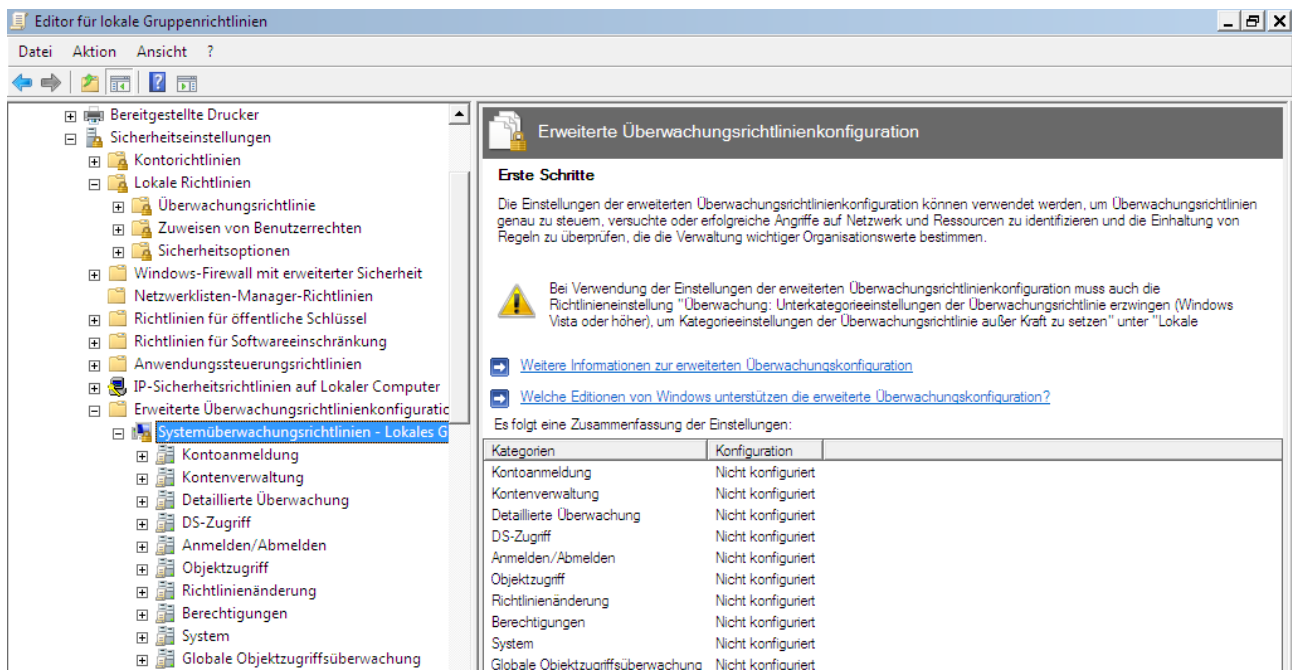 Editor für lokale Gruppenrichtlinien
Datei Aktion Ansicht ?
Bereitgestellte Drucker
Sicherheitseinstellungen
Kontorichtlinien
Lokale Richtlinien
Überwachungsrichtlinie
Zuweisen von Benutzerrechten
Sicherheitsoptionen
Windows-Firewall mit erweiterter Sicherheit
Netzwerklisten-Manager-Richtlinien
Richtlinien für öffentliche Schlüssel
Richtlinien für Softwareeinschränkung
Anwendungssteuerungsrichtlinien
IP-Sicherheitsrichtlinien auf Lokaler Computer
Erweiterte Überwachungsrichtlinienkonfiguratic
Systemüberwachungsrichtlinien - Lokales G
Kontoanmeldung
Kontenverwaltung
Detaillierte Überwachung
DS-Zugriff
Anmelden/Abmelden
Objektzugriff
Richtlinienänderung
Berechtigungen
System
Globale Objektzugriffsüberwachung
Erweiterte Überwachungsrichtlinienkonfiguration
Erste Schritte
Die Einstellungen der erweiterten Überwachungsrichtlinienkonfiguration können verwendet werden, um Überwachungsrichtlinien
genau zu steuern, versuchte oder erfolgreiche Angriffe auf Netzwerk und Ressourcen zu identifizieren und die Einhaltung von
Regeln zu überprüfen, die die Verwaltung wichtiger Organisationswerte bestimmen.
Bei Verwendung der Einstellungen der erweiterten Überwachungsrichtlinienkonfiguration muss auch die
Richtlinieneinstellung "Überwachung: Unterkategorieeinstellungen der Überwachungsrichtlinie erzwingen (Windows
Vista oder höher), um Kategorieeinstellungen der Überwachungsrichtlinie außer Kraft zu setzen" unter "Lokale
Weitere Informationen zur erweiterten Überwachungskonfiguration
Welche Editionen von Windows unterstützen die erweiterte Überwachungskonfiguration?
Es folgt eine Zusammenfassung der Einstellungen:
Kategorien Konfiguration
Kontoanmeldung Nicht konfiguriert
Kontenverwaltung Nicht konfiguriert
Detaillierte Überwachung Nicht konfiguriert
DS-Zugriff Nicht konfiguriert
Anmelden/Abmelden Nicht konfiguriert
Objektzugriff Nicht konfiguriert
Richtlinienänderung Nicht konfiguriert
Berechtigungen Nicht konfiguriert
System Nicht konfiguriert
Globale Objektzugriffsüberwachung Nicht konfiguriert